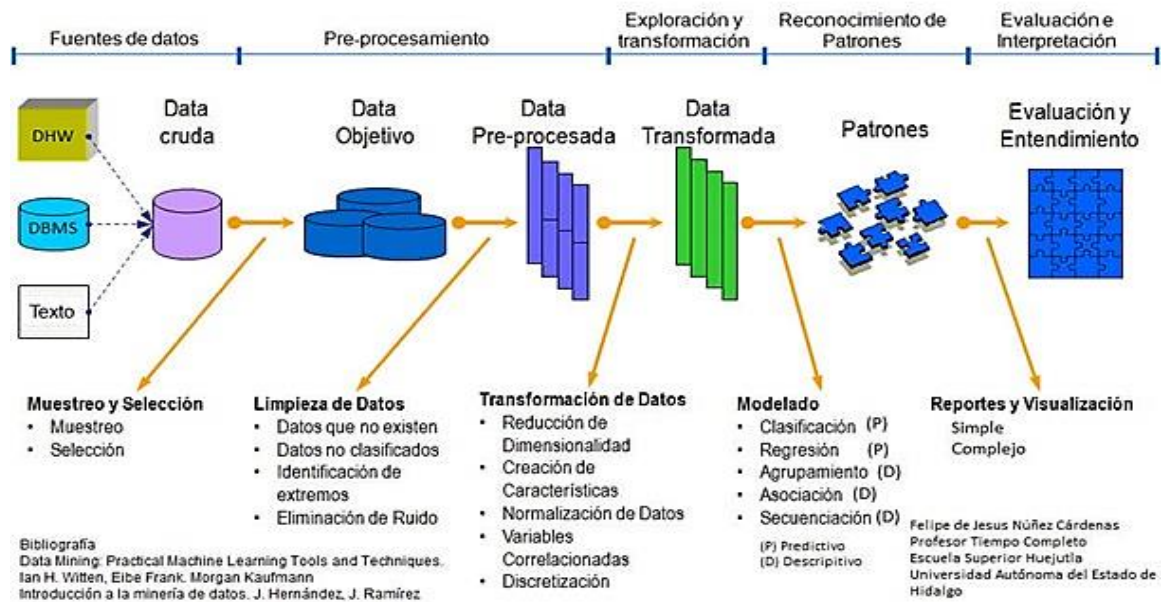 Fuentes de datos
Pre-procesamiento
Exploración y
transformación
Reconocimiento de
Patrones
Evaluación e
Interpretación
DHW
DBMS
Texto
Data
cruda
Data
Objetivo
Data
Pre-procesada
Data
Transformada
Patrones
Evaluación y
Entendimiento
Muestreo y Selección
• Muestreo
• Selección
Limpieza de Datos
• Datos que no existen
• Datos no clasificados
• Identificación de
extremos
• Eliminación de Ruido
Transformación de Datos
• Reducción de
Dimensionalidad
• Creación de
Características
• Normalización de Datos
• Variables
Correlacionadas
• Discretización
Modelado
• Clasificación (P)
• Regresión (P)
• Agrupamiento (D)
• Asociación (D)
• Secuenciación (D)
(P) Predictivo
(D) Descripitivo
Reportes y Visualización
Simple
Complejo
Bibliografía
Data Mining: Practical Machine Learning Tools and Techniques.
Ian H. Witten, Eibe Frank. Morgan Kaufmann
Introducción a la minería de datos. J. Hernández, J. Ramírez
Felipe de Jesus Núñez Cárdenas
Profesor Tiempo Completo
Escuela Superior Huejutla
Universidad Autónoma del Estado de
Hidalgo